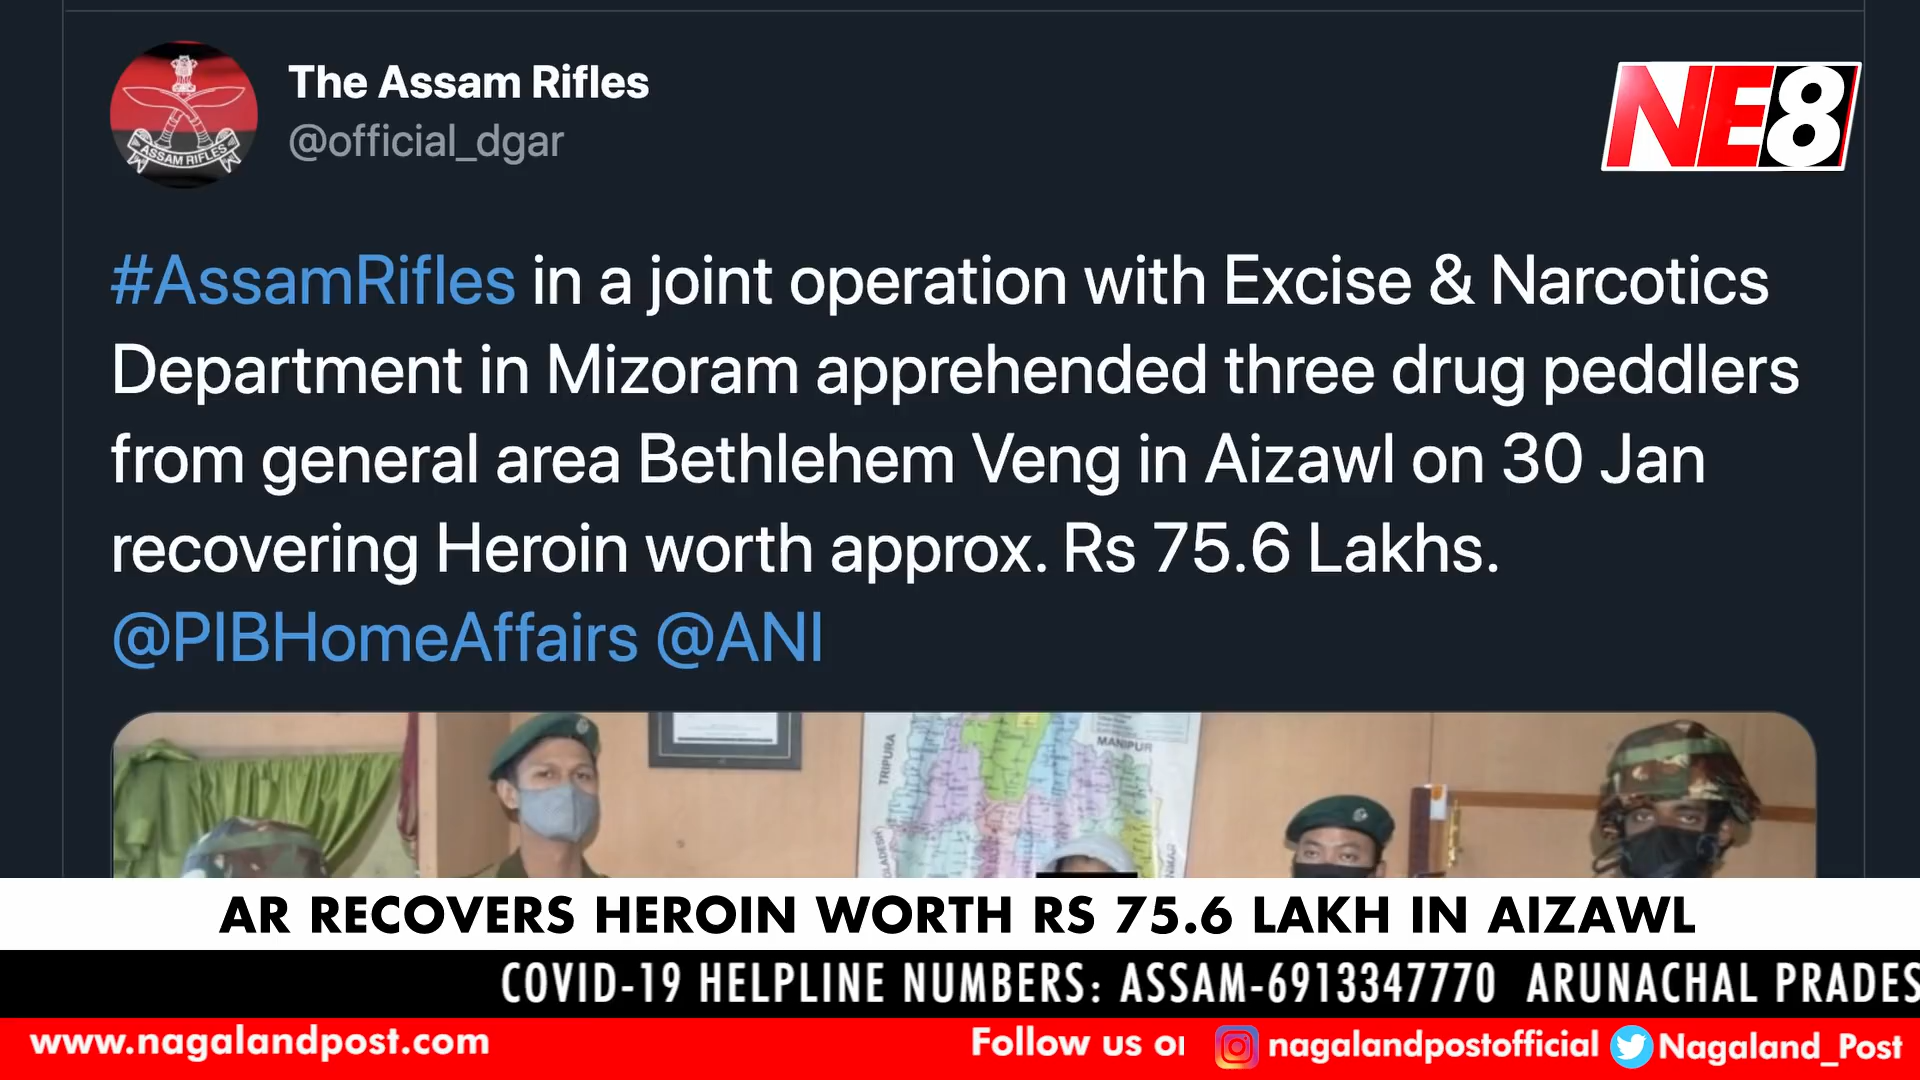 The Assam Rifles
@official_dgar
ASSAM RIFLES
NE8
#AssamRifles in a joint operation with Excise & Narcotics
Department in Mizoram apprehended three drug peddlers
from general area Bethlehem Veng in Aizawl on 30 Jan
recovering Heroin worth approx. Rs 75.6 Lakhs.
@PIBHomeAffairs @ANI
TRIPURA
MANIPUR
AR RECOVERS HEROIN WORTH RS 75.6 LAKH IN AIZAWL
COVID-19 HELPLINE NUMBERS: ASSAM-6913347770 ARUNACHAL PRADES
www.nagalandpost.com
Follow us o
nagalandpostofficial
Nagaland_Post